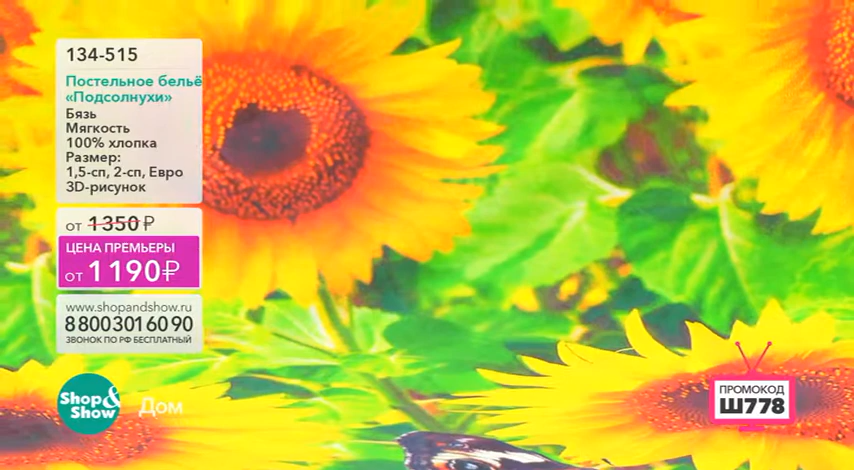 134-515
Постельное бельё
«Подсолнухи»
Бязь
Мягкость
100% хлопка
Размер:
1,5-сп, 2-сп, Евро
3D-рисунок
от 1350 ₽
ЦЕНА ПРЕМЬЕРЫ
от 1190₽
www.shopandshow.ru
88003016090
ЗВОНОК ПО РФ БЕСПЛАТНЫЙ
Shop&
Show
Дом
ПРОМОКОД
Ш778